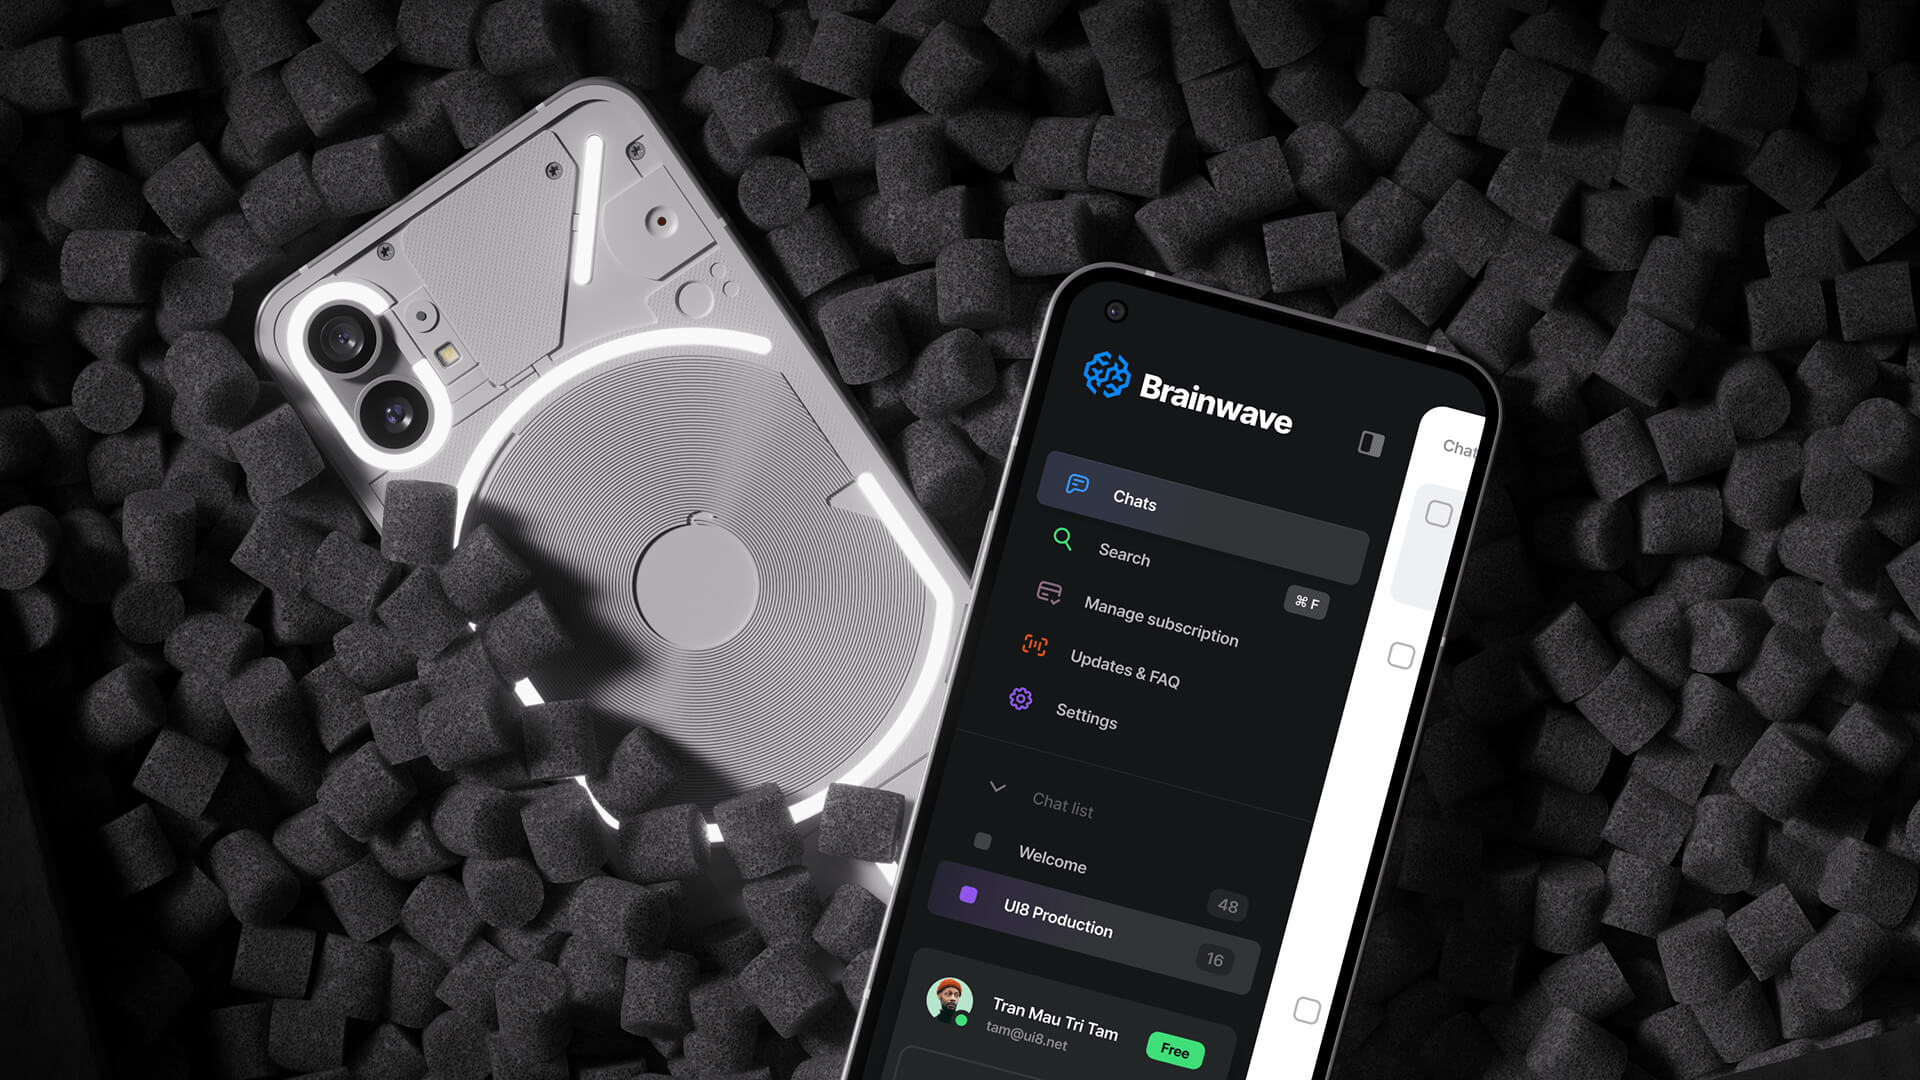 Brainwave
Chat
Chats
Search
⌘ F
Manage subscription
Updates & FAQ
Settings
Chat list
Welcome
48
UI8 Production
16
Tran Mau Tri Tam
tam@ui8.net
Free